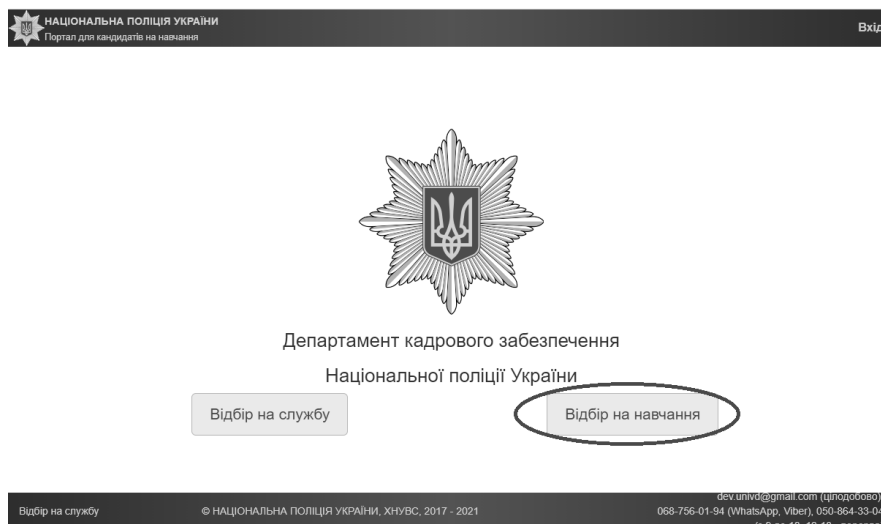 НАЦІОНАЛЬНА ПОЛІЦІЯ УКРАЇНИ
Портал для кандидатів на навчання
Вхід
Департамент кадрового забезпечення
Національної поліції України
Відбір на службу
Відбір на навчання
Відбір на службу
© НАЦІОНАЛЬНА ПОЛІЦІЯ УКРАЇНИ, ХНУВС, 2017 - 2021
dev.univd@gmail.com (цілодобово)
068-756-01-94 (WhatsApp, Viber), 050-864-33-04